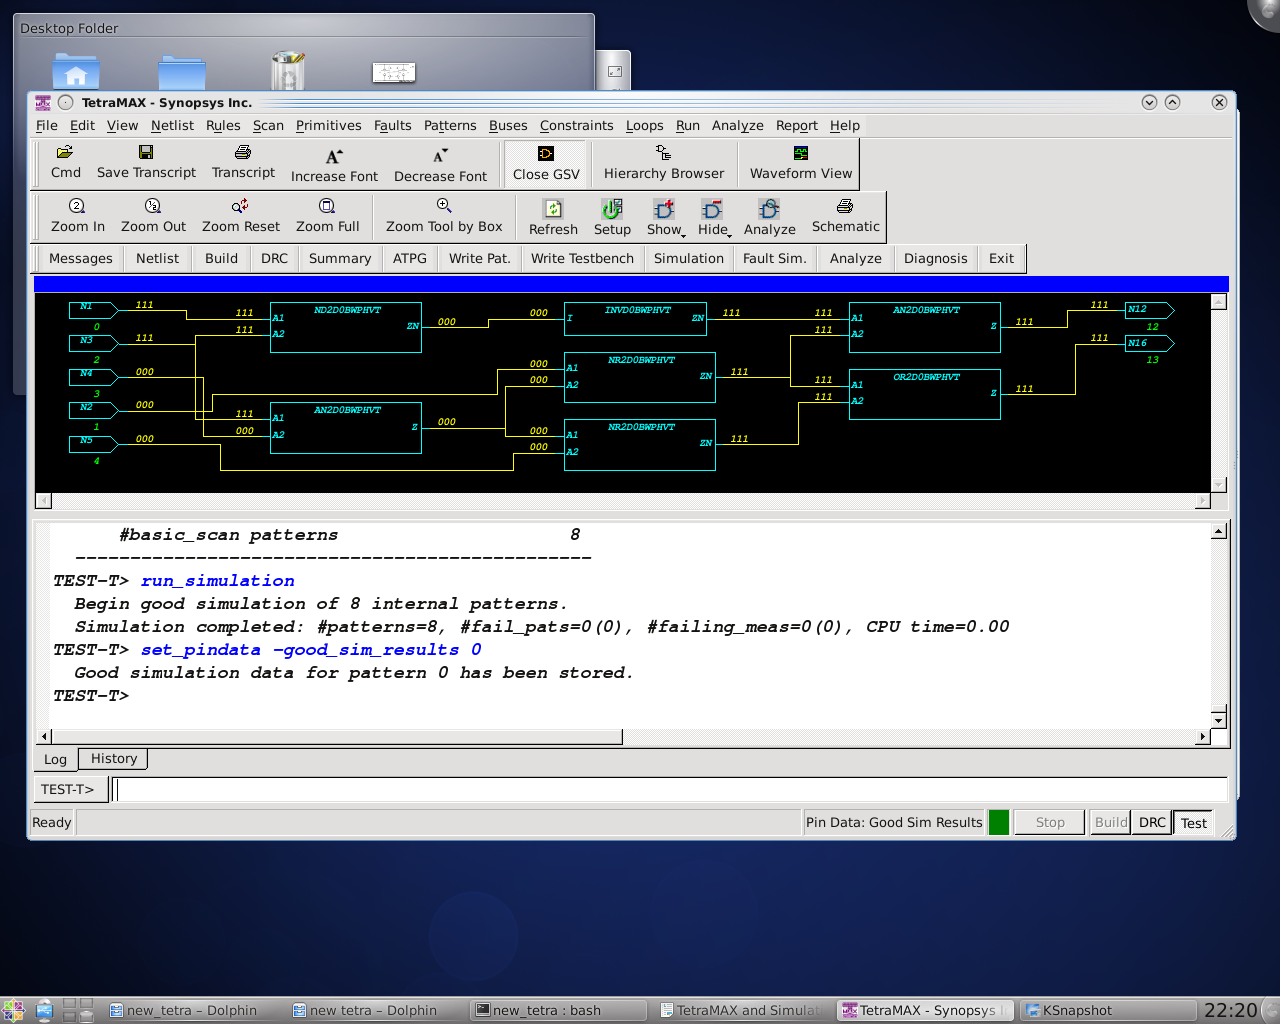 Desktop Folder
TetraMAX - Synopsys Inc.
File Edit View Netlist Rules Scan Primitives Faults Patterns Buses Constraints Loops Run Analyze Report Help
Cmd Save Transcript Transcript Increase Font Decrease Font Close GSV Hierarchy Browser Waveform View
Zoom In Zoom Out Zoom Reset Zoom Full Zoom Tool by Box Refresh Setup Show Hide Analyze Schematic
Messages Netlist Build DRC Summary ATPG Write Pat. Write Testbench Simulation Fault Sim. Analyze Diagnosis Exit
N1 111 111 A1 ND2D0BWPHVT 000 I INVD0BWPHVT 111 111 A1 AN2D0BWPHVT 111 N12
0 111 A2 ZN 000 ZN 111 A2 Z 111 12
N3 111 111 N16
2 000 A1 NR2D0BWPHVT 13
N4 000 000 A2 ZN 111 111 A1 OR2D0BWPHVT
3 111 A2 Z 111
N2 000 111 A1 AN2D0BWPHVT
1 000 A2 Z 000 000 A1 NR2D0BWPHVT
N5 000 000 A2 ZN 111
4
#basic_scan patterns 8
-----------------------------------------------
TEST-T> run_simulation
Begin good simulation of 8 internal patterns.
Simulation completed: #patterns=8, #fail_pats=0(0), #failing_meas=0(0), CPU time=0.00
TEST-T> set_pindata -good_sim_results 0
Good simulation data for pattern 0 has been stored.
TEST-T>
Log History
TEST-T>
Ready Pin Data: Good Sim Results Stop Build DRC Test
new_tetra – Dolphin new tetra – Dolphin new_tetra : bash TetraMAX and Simulat TetraMAX - Synopsys KSnapshot 22:20